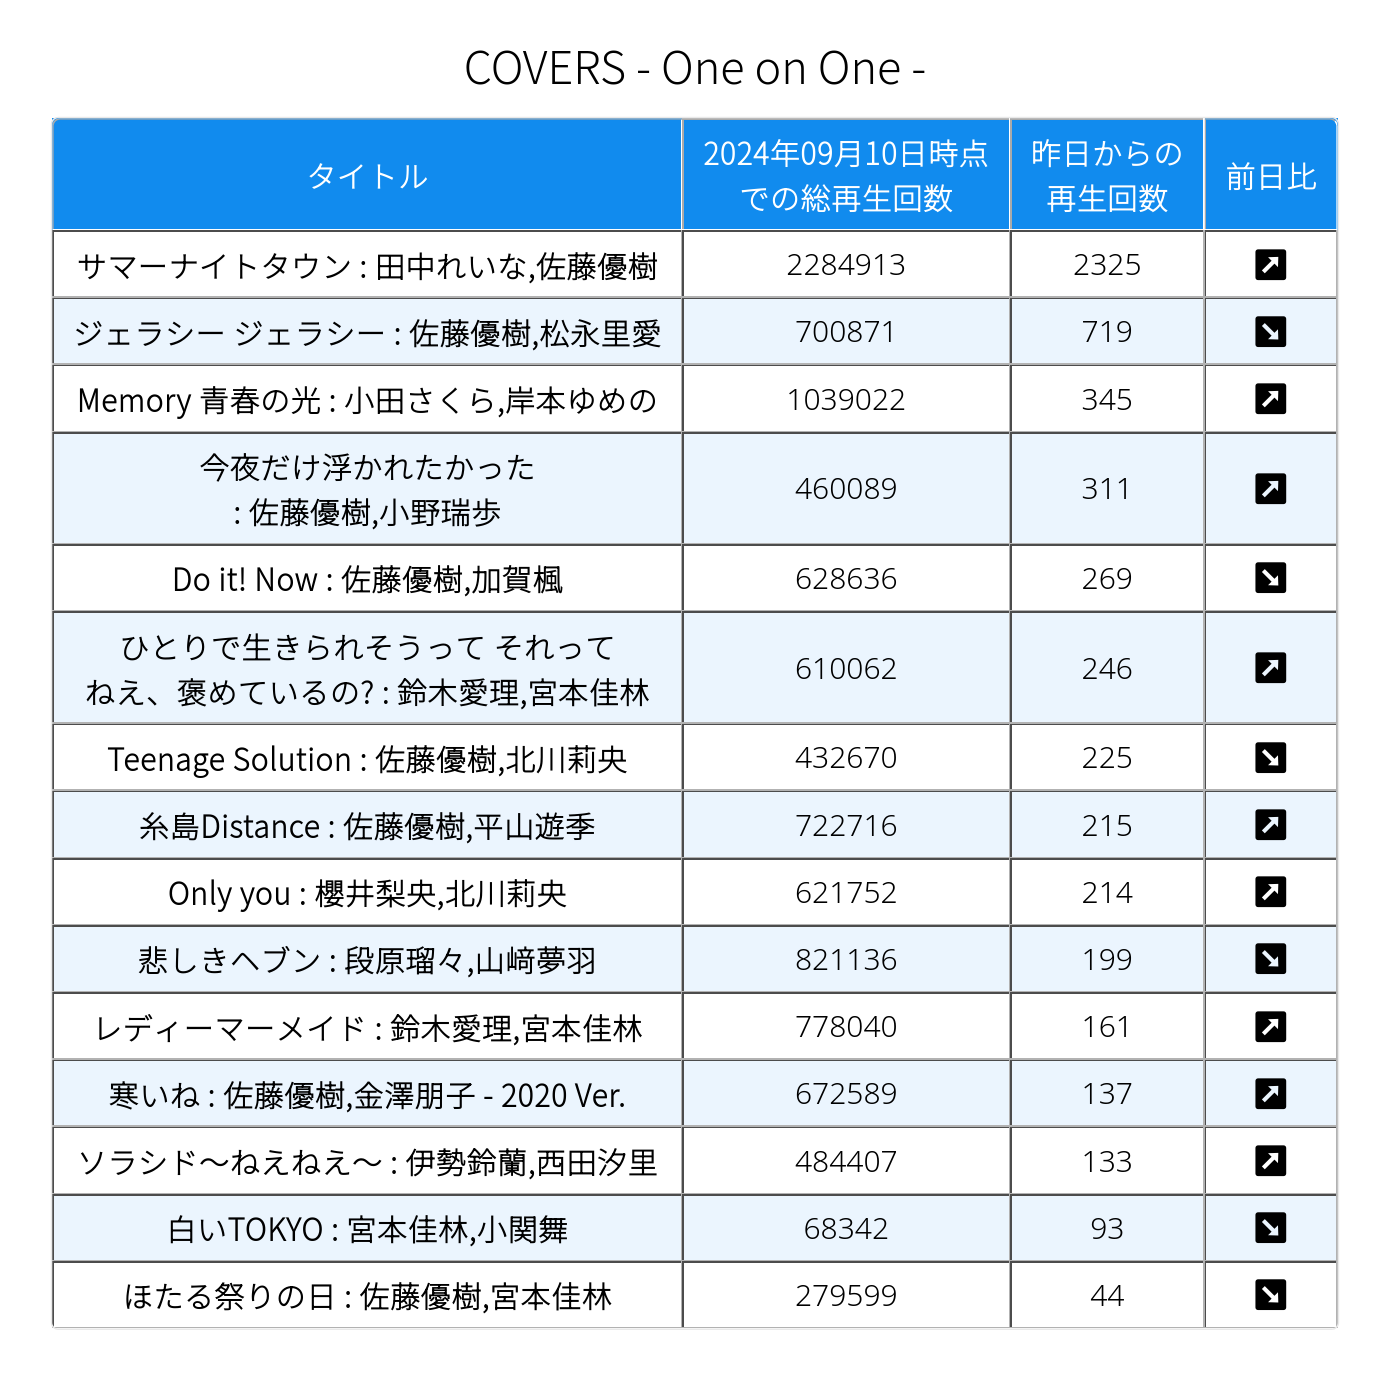 COVERS - One on One -
タイトル
2024年09月10日時点
での総再生回数
昨日からの
再生回数
前日比
サマーナイトタウン : 田中れいな,佐藤優樹
2284913
2325
ジェラシー ジェラシー : 佐藤優樹,松永里愛
700871
719
Memory 青春の光 : 小田さくら,岸本ゆめの
1039022
345
今夜だけ浮かれたかった
: 佐藤優樹,小野瑞歩
460089
311
Do it! Now : 佐藤優樹,加賀楓
628636
269
ひとりで生きられそうって それって
ねえ、褒めているの? : 鈴木愛理,宮本佳林
610062
246
Teenage Solution : 佐藤優樹,北川莉央
432670
225
糸島Distance : 佐藤優樹,平山遊季
722716
215
Only you : 櫻井梨央,北川莉央
621752
214
悲しきヘブン : 段原瑠々,山﨑夢羽
821136
199
レディーマーメイド : 鈴木愛理,宮本佳林
778040
161
寒いね : 佐藤優樹,金澤朋子 - 2020 Ver.
672589
137
ソラシド〜ねえねえ〜 : 伊勢鈴蘭,西田汐里
484407
133
白いTOKYO : 宮本佳林,小関舞
68342
93
ほたる祭りの日 : 佐藤優樹,宮本佳林
279599
44